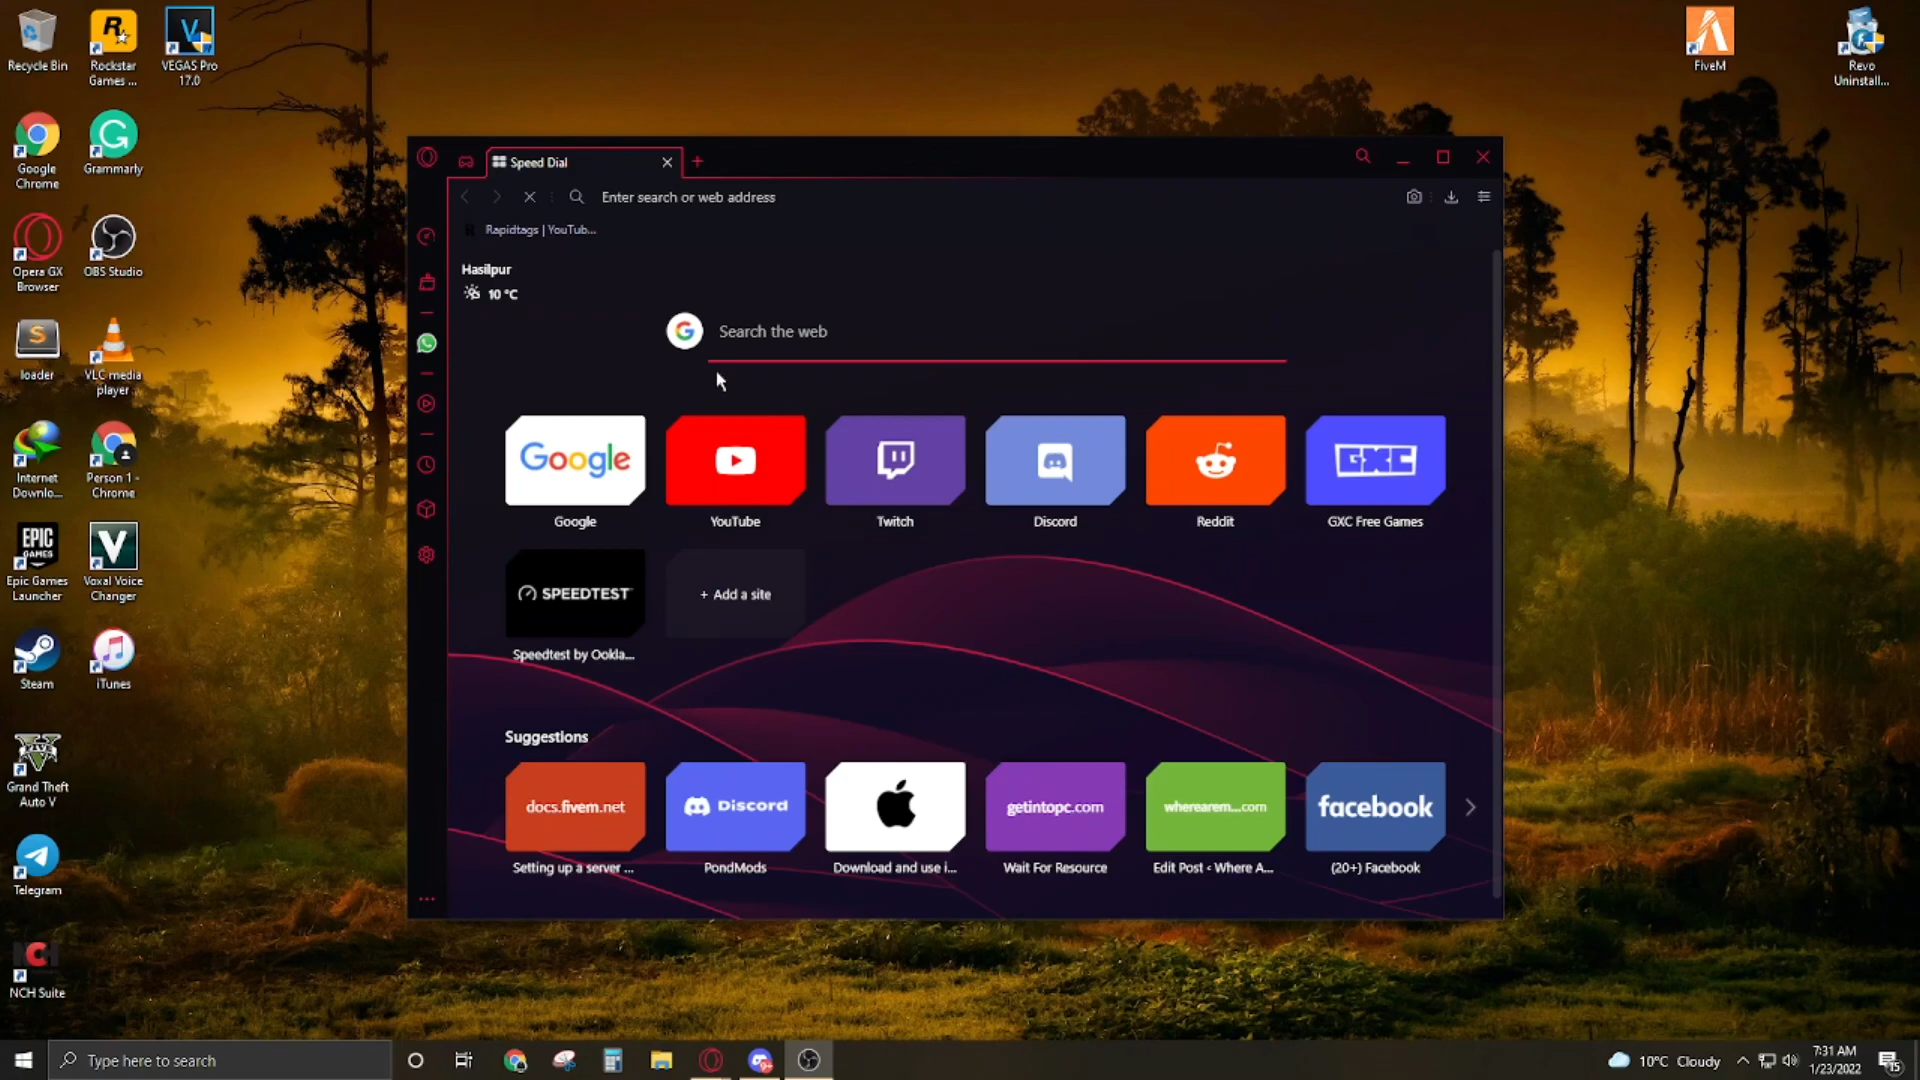 Recycle Bin
Rockstar
Games ...
VEGAS Pro
17.0
FiveM
Revo
Uninstall...
Google
Chrome
Grammarly
Opera GX
Browser
OBS Studio
loader
VLC media
player
Internet
Downlo...
Person 1 -
Chrome
EPIC
GAMES
Epic Games
Launcher
Voxal Voice
Changer
Steam
iTunes
Grand Theft
Auto V
Telegram
NCH
NCH Suite
Speed Dial
Enter search or web address
R Rapidtags | YouTub...
Hasilpur
10 °C
Search the web
Google
GXC
Google
YouTube
Twitch
Discord
Reddit
GXC Free Games
SPEEDTEST
+ Add a site
Speedtest by Ookla...
Suggestions
docs.fivem.net
Discord
getintopc.com
wherearem...com
facebook
Setting up a server ...
PondMods
Download and use i...
Wait For Resource
Edit Post ‹ Where A...
(20+) Facebook
Type here to search
10°C Cloudy
7:31 AM
1/23/2022
15